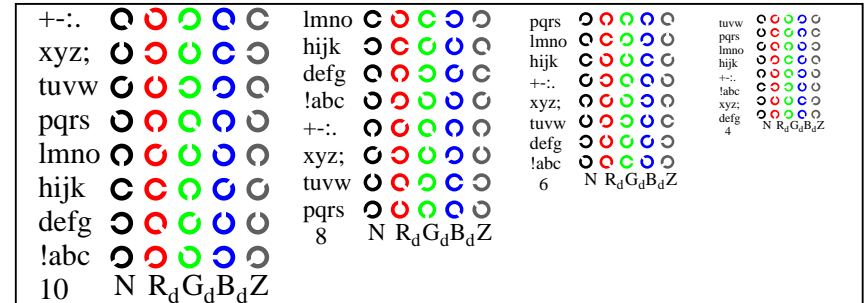 +-:.
xyz;
tuvw
pqrs
lmno
hijk
defg
!abc
10 N RdGdBdZ
lmno
hijk
defg
!abc
+-:.
xyz;
tuvw
pqrs
8 N RdGdBdZ
pqrs
lmno
hijk
+-:.
xyz;
tuvw
defg
!abc
6 N RdGdBdZ
tuvw
pqrs
lmno
hijk
+-:.
!abc
xyz;
defg
4 N RdGdBdZ